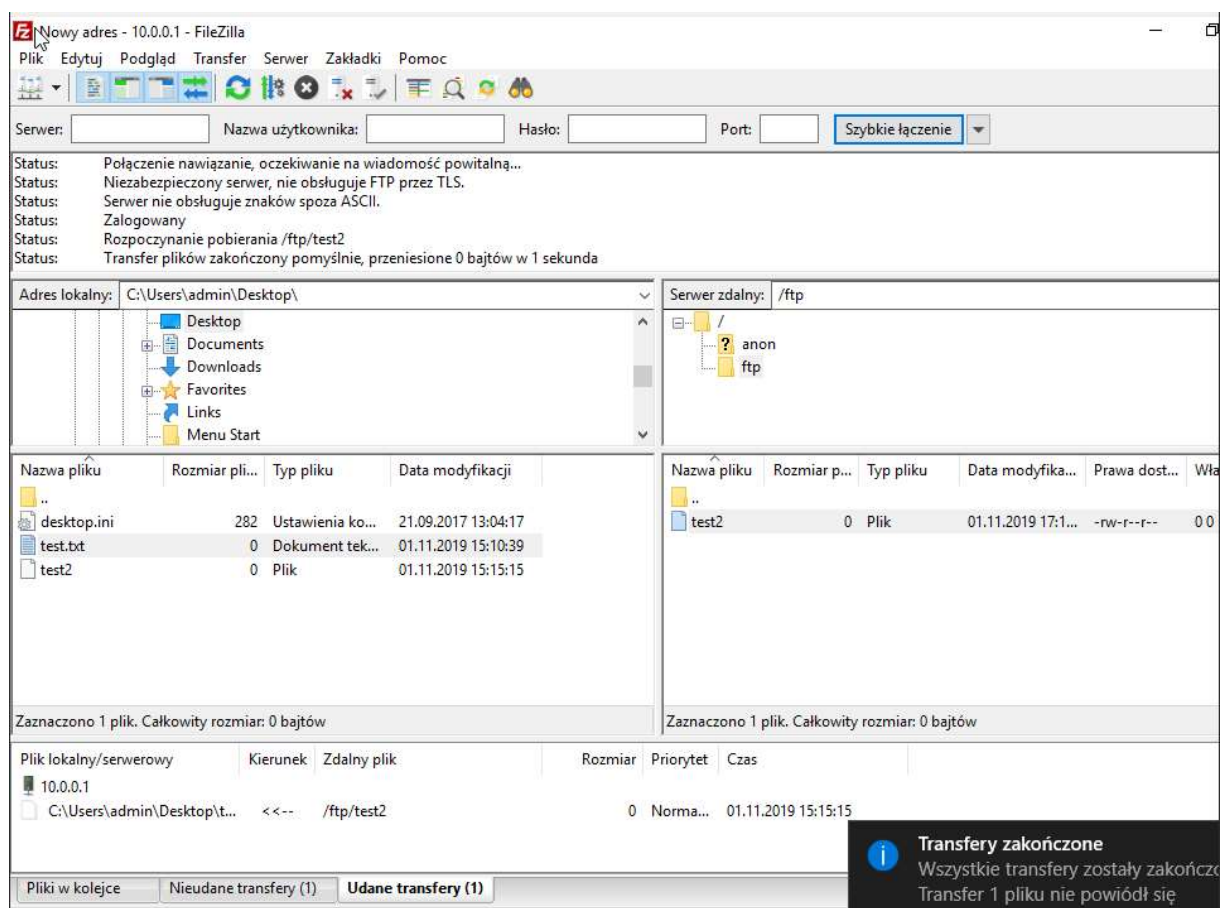 Nowy adres - 10.0.0.1 - FileZilla
Plik Edytuj Podgląd Transfer Serwer Zakładki Pomoc
Serwer: Nazwa użytkownika: Hasło: Port: Szybkie łączenie
Status: Połączenie nawiązanie, oczekiwanie na wiadomość powitalną...
Status: Niezabezpieczony serwer, nie obsługuje FTP przez TLS.
Status: Serwer nie obsługuje znaków spoza ASCII.
Status: Zalogowany
Status: Rozpoczynanie pobierania /ftp/test2
Status: Transfer plików zakończony pomyślnie, przeniesione 0 bajtów w 1 sekunda
Adres lokalny: C:\Users\admin\Desktop\
Desktop
Documents
Downloads
Favorites
Links
Menu Start
Serwer zdalny: /ftp
/
? anon
ftp
Nazwa pliku Rozmiar pli... Typ pliku Data modyfikacji
..
desktop.ini 282 Ustawienia ko... 21.09.2017 13:04:17
test.txt 0 Dokument tek... 01.11.2019 15:10:39
test2 0 Plik 01.11.2019 15:15:15
Zaznaczono 1 plik. Całkowity rozmiar: 0 bajtów
Nazwa pliku Rozmiar p... Typ pliku Data modyfika... Prawa dost... Wła
..
test2 0 Plik 01.11.2019 17:1... -rw-r--r-- 0 0
Zaznaczono 1 plik. Całkowity rozmiar: 0 bajtów
Plik lokalny/serwerowy Kierunek Zdalny plik Rozmiar Priorytet Czas
10.0.0.1
C:\Users\admin\Desktop\t... <<-- /ftp/test2 0 Norma... 01.11.2019 15:15:15
Pliki w kolejce Nieudane transfery (1) Udane transfery (1)
Transfery zakończone
Wszystkie transfery zostały zakończo
Transfer 1 pliku nie powiódł się